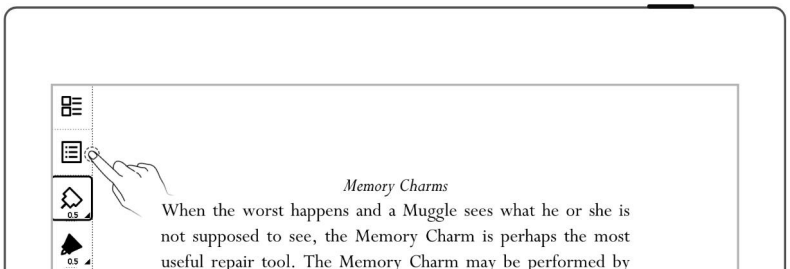 Memory Charms
0.5
When the worst happens and a Muggle sees what he or she is
not supposed to see, the Memory Charm is perhaps the most
0.5
useful repair tool. The Memory Charm may be performed by